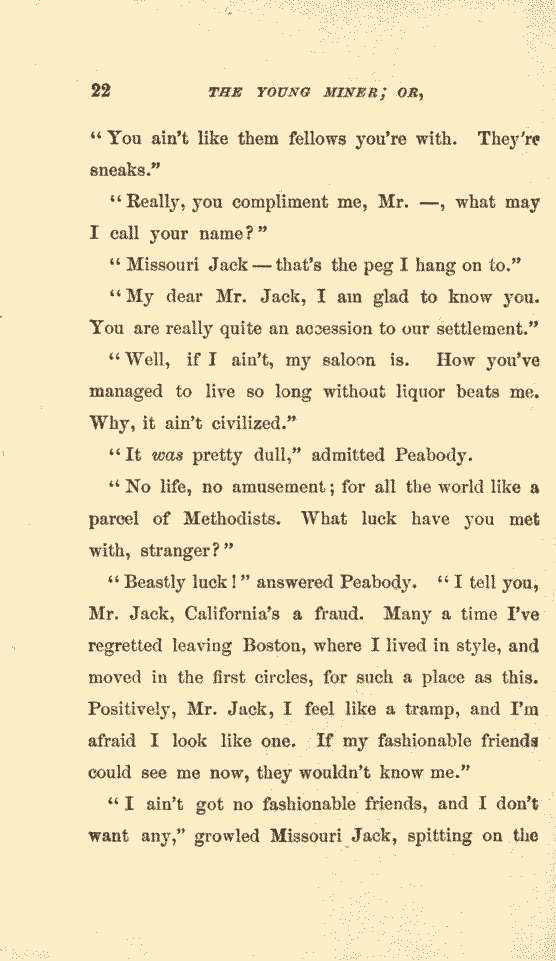 22 THE YOUNG MINER; OR,
“You ain't like them fellows you're with. They're
sneaks.”
“Really, you compliment me, Mr. —, what may
I call your name?”
“Missouri Jack—that's the peg I hang on to.”
“My dear Mr. Jack, I am glad to know you.
You are really quite an accession to our settlement.”
“Well, if I ain't, my saloon is. How you've
managed to live so long without liquor beats me.
Why, it ain't civilized.”
“It was pretty dull,” admitted Peabody.
“No life, no amusement; for all the world like a
parcel of Methodists. What luck have you met
with, stranger?”
“Beastly luck!” answered Peabody. “I tell you,
Mr. Jack, California's a fraud. Many a time I've
regretted leaving Boston, where I lived in style, and
moved in the first circles, for such a place as this.
Positively, Mr. Jack, I feel like a tramp, and I'm
afraid I look like one. If my fashionable friends
could see me now, they wouldn't know me.”
“I ain't got no fashionable friends, and I don't
want any,” growled Missouri Jack, spitting on the